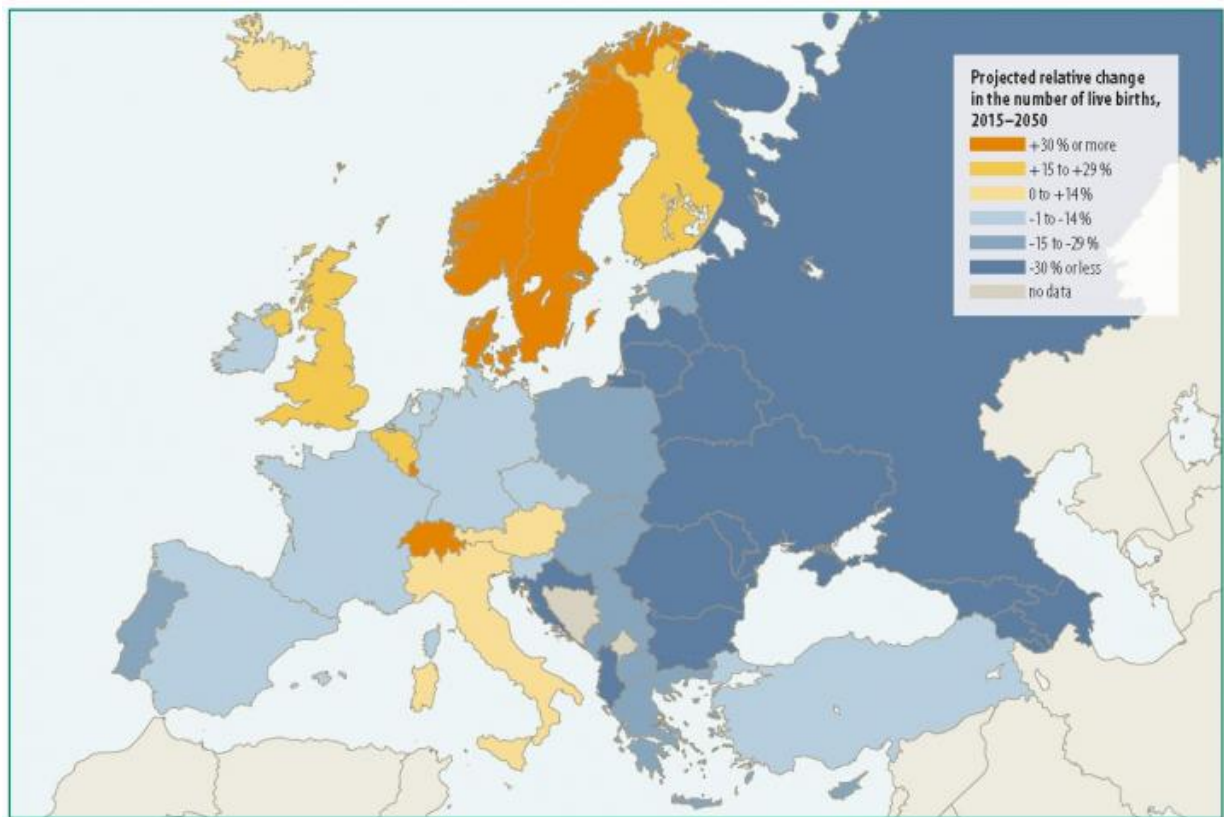 Projected relative change
in the number of live births,
2015–2050
+30 % or more
+15 to +29 %
0 to +14 %
-1 to -14 %
-15 to -29 %
-30 % or less
no data